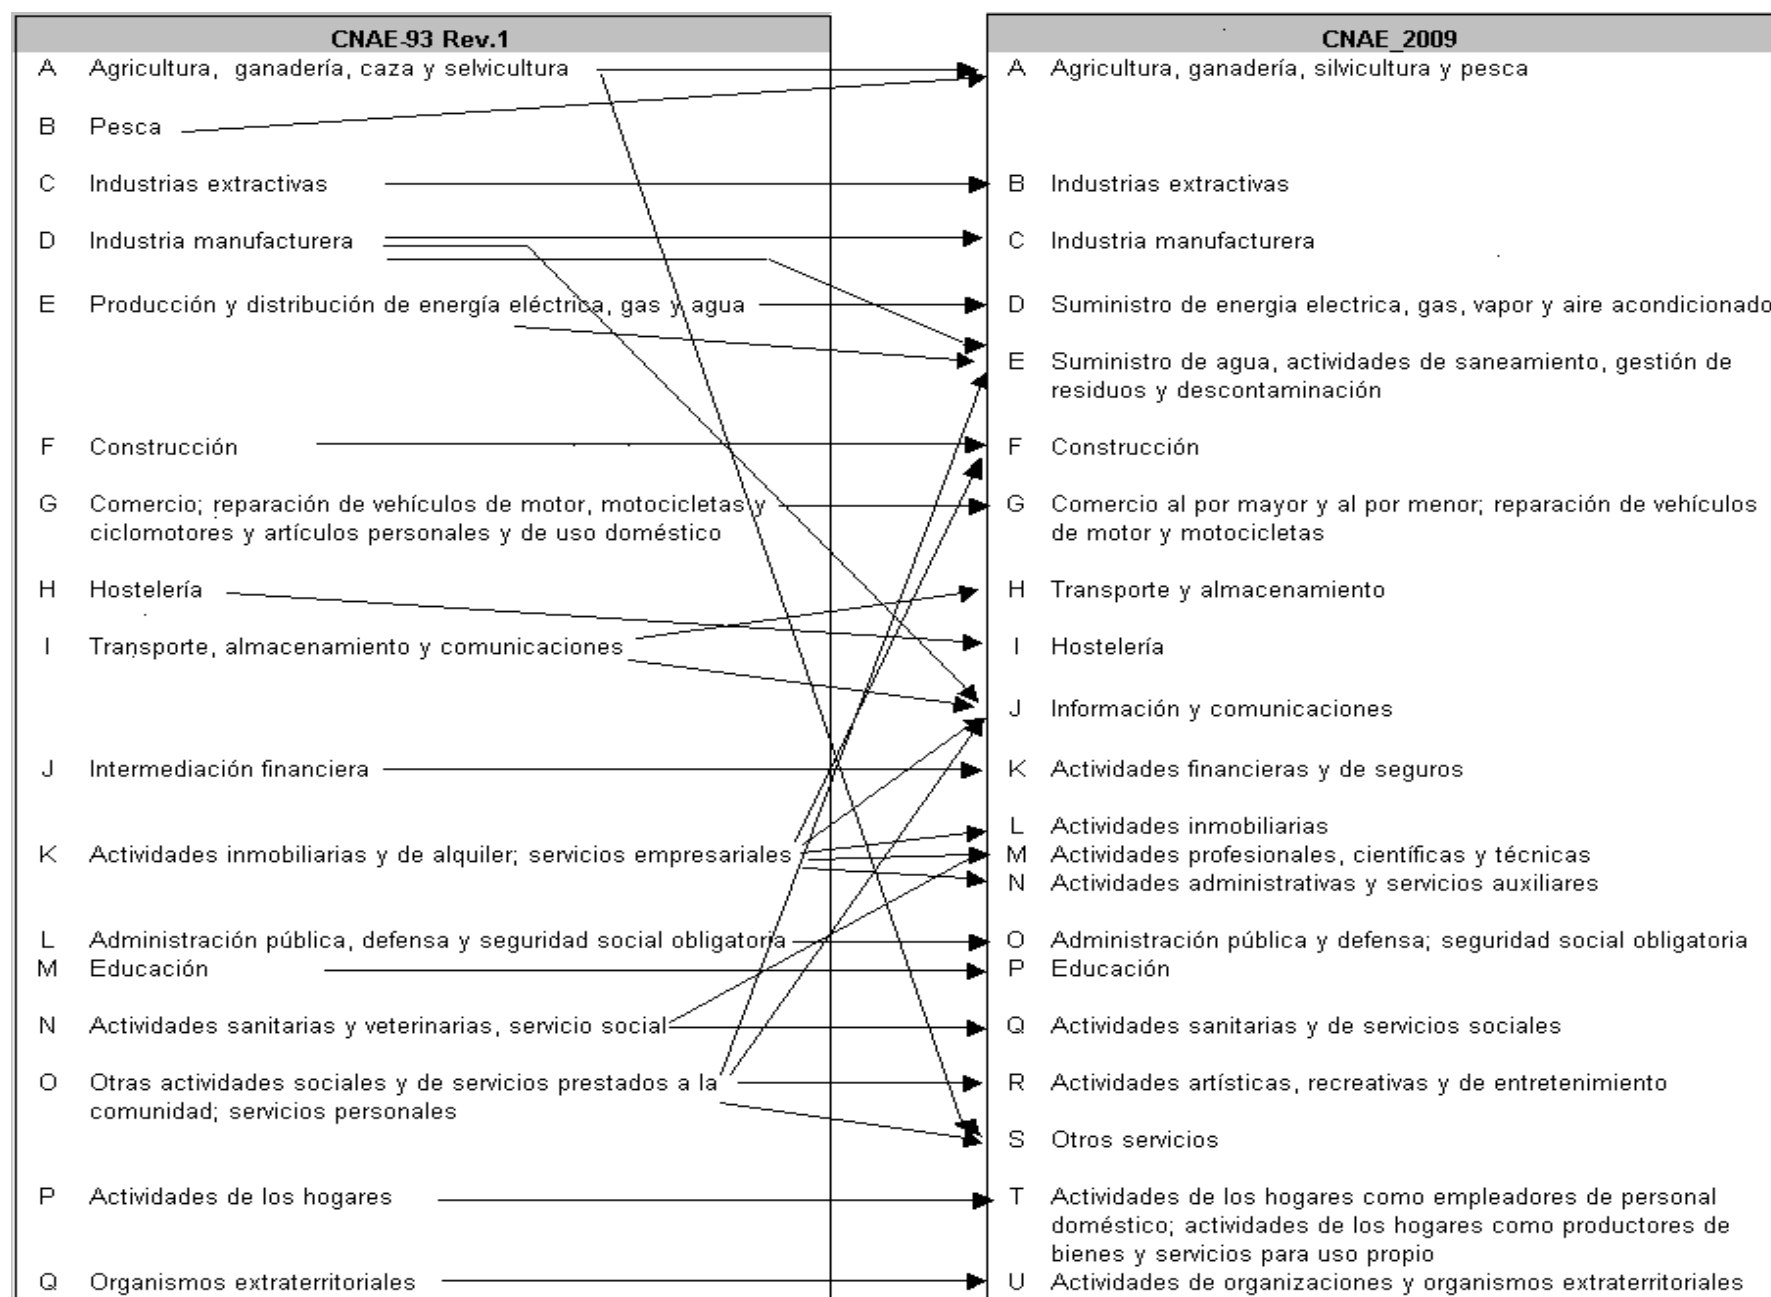 CNAE-93 Rev.1
A Agricultura, ganadería, caza y selvicultura
B Pesca
C Industrias extractivas
D Industria manufacturera
E Producción y distribución de energía eléctrica, gas y agua
F Construcción
G Comercio; reparación de vehículos de motor, motocicletas y
ciclomotores y artículos personales y de uso doméstico
H Hostelería
I Transporte, almacenamiento y comunicaciones
J Intermediación financiera
K Actividades inmobiliarias y de alquiler; servicios empresariales
L Administración pública, defensa y seguridad social obligatoria
M Educación
N Actividades sanitarias y veterinarias, servicio social
O Otras actividades sociales y de servicios prestados a la
comunidad; servicios personales
P Actividades de los hogares
Q Organismos extraterritoriales
CNAE_2009
A Agricultura, ganadería, silvicultura y pesca
B Industrias extractivas
C Industria manufacturera
D Suministro de energia electrica, gas, vapor y aire acondicionado
E Suministro de agua, actividades de saneamiento, gestión de
residuos y descontaminación
F Construcción
G Comercio al por mayor y al por menor; reparación de vehículos
de motor y motocicletas
H Transporte y almacenamiento
I Hostelería
J Información y comunicaciones
K Actividades financieras y de seguros
L Actividades inmobiliarias
M Actividades profesionales, científicas y técnicas
N Actividades administrativas y servicios auxiliares
O Administración pública y defensa; seguridad social obligatoria
P Educación
Q Actividades sanitarias y de servicios sociales
R Actividades artísticas, recreativas y de entretenimiento
S Otros servicios
T Actividades de los hogares como empleadores de personal
doméstico; actividades de los hogares como productores de
bienes y servicios para uso propio
U Actividades de organizaciones y organismos extraterritoriales